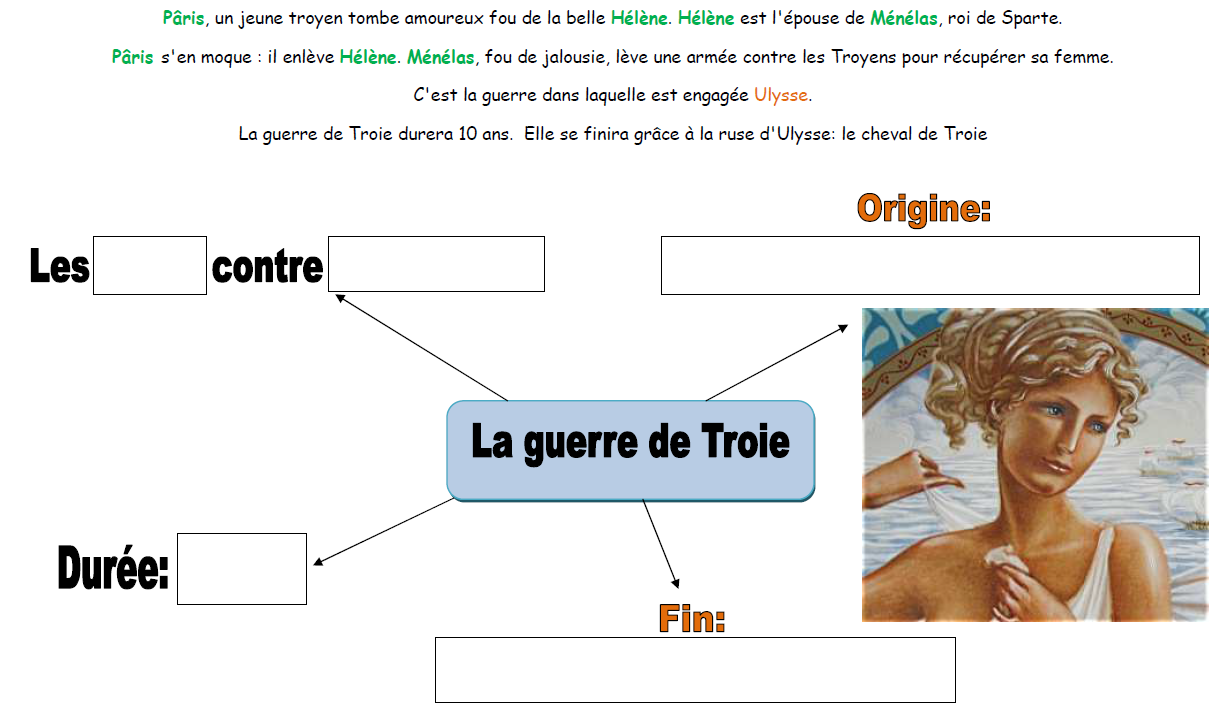 Pâris, un jeune troyen tombe amoureux fou de la belle Hélène. Hélène est l'épouse de Ménélas, roi de Sparte.
Pâris s'en moque : il enlève Hélène. Ménélas, fou de jalousie, lève une armée contre les Troyens pour récupérer sa femme.
C'est la guerre dans laquelle est engagée Ulysse.
La guerre de Troie durera 10 ans. Elle se finira grâce à la ruse d'Ulysse: le cheval de Troie
Origine:
Les contre
La guerre de Troie
Durée:
Fin: